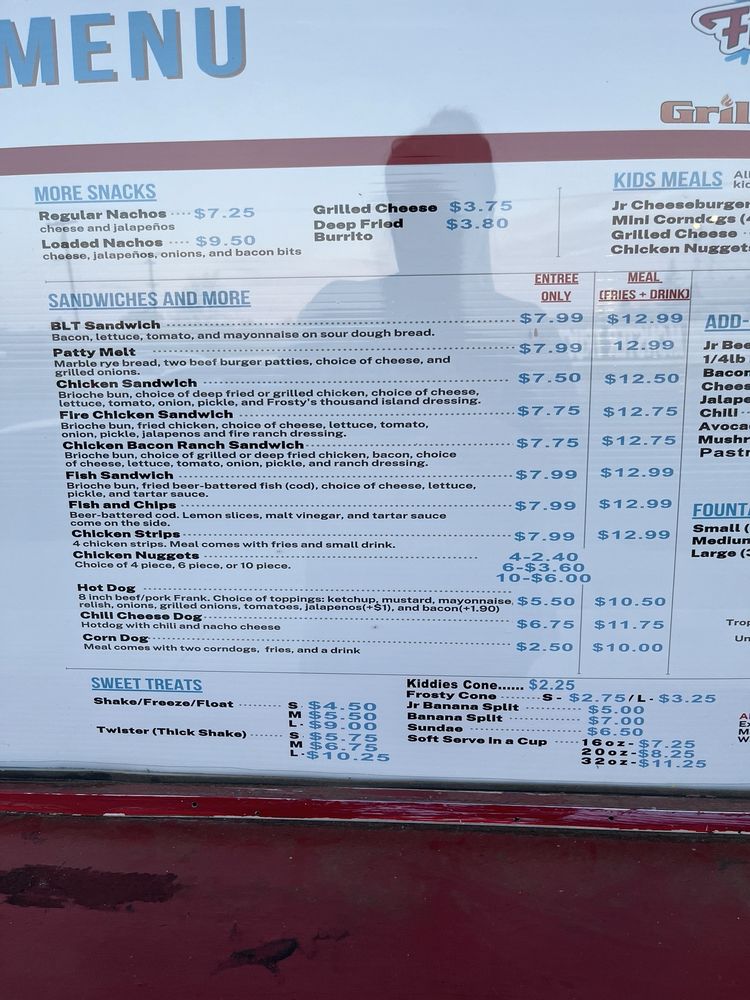 MENU
Gril
MORE SNACKS
Regular Nachos ···· $7.25
cheese and jalapeños
Loaded Nachos ···· $9.50
cheese, jalapeños, onions, and bacon bits
Grilled Cheese $3.75
Deep Fried $3.80
Burrito
KIDS MEALS
Jr Cheeseburger
Mini Corndogs (4
Grilled Cheese
Chicken Nugget
SANDWICHES AND MORE
ENTREE
ONLY
MEAL
(FRIES + DRINK)
BLT Sandwich $7.99 $12.99
Bacon, lettuce, tomato, and mayonnaise on sour dough bread.
Patty Melt $7.99 12.99
Marble rye bread, two beef burger patties, choice of cheese, and
grilled onions.
Chicken Sandwich $7.50 $12.50
Brioche bun, choice of deep fried or grilled chicken, choice of cheese,
lettuce, tomato, onion, pickle, and Frosty's thousand island dressing.
Fire Chicken Sandwich $7.75 $12.75
Brioche bun, fried chicken, choice of cheese, lettuce, tomato,
onion, pickle, jalapenos and fire ranch dressing.
Chicken Bacon Ranch Sandwich $7.75 $12.75
Brioche bun, choice of grilled or deep fried chicken, bacon, choice
of cheese, lettuce, tomato, onion, pickle, and ranch dressing.
Fish Sandwich $7.99 $12.99
Brioche bun, fried beer-battered fish (cod), choice of cheese, lettuce,
pickle, and tartar sauce.
Fish and Chips $7.99 $12.99
Beer-battered cod. Lemon slices, malt vinegar, and tartar sauce
come on the side.
Chicken Strips $7.99 $12.99
4 chicken strips. Meal comes with fries and small drink.
Chicken Nuggets 4-2.40
Choice of 4 piece, 6 piece, or 10 piece. 6-$3.60
10-$6.00
Hot Dog
8 inch beef/pork Frank. Choice of toppings: ketchup, mustard, mayonnaise, $5.50 $10.50
relish, onions, grilled onions, tomatoes, jalapenos(+$1), and bacon(+1.90)
Chili Cheese Dog $6.75 $11.75
Hotdog with chili and nacho cheese
Corn Dog $2.50 $10.00
Meal comes with two corndogs, fries, and a drink
ADD-
Jr Bee
1/4lb
Bacon
Chees
Jalape
Chili
Avoca
Mushr
Pastr
FOUNTA
Small (
Medium
Large (3
Trop
SWEET TREATS
Shake/Freeze/Float S $4.50
M $5.50
L- $9.00
Twister (Thick Shake) S $5.75
M $6.75
L- $10.25
Kiddies Cone...... $2.25
Frosty Cone S- $2.75/L- $3.25
Jr Banana Split $5.00
Banana Split $7.00
Sundae $6.50
Soft Serve in a Cup 16oz- $7.25
20oz- $8.25
32oz- $11.25